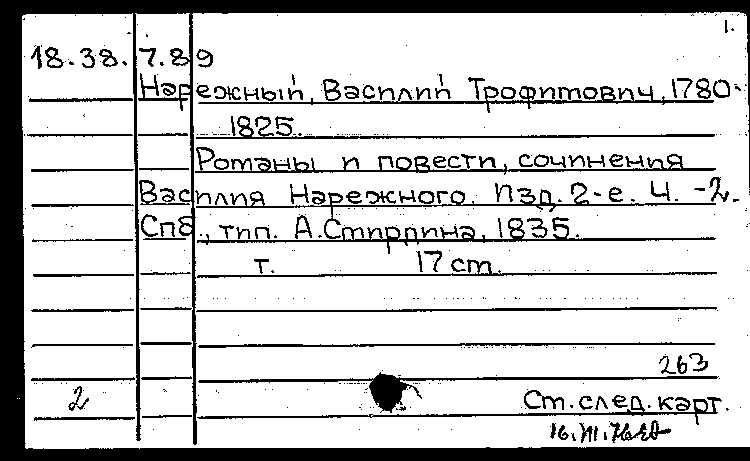 1.
18.38.7.89
Нарежный, Василий Трофимович, 1780-
1825.
Романы и повести, сочинения
Василия Нарежного. Изд. 2-е. Ч. -2.
Спб., тип. А.Смирдина, 1835.
т. 17 cm.
263
2 См. след. карт.